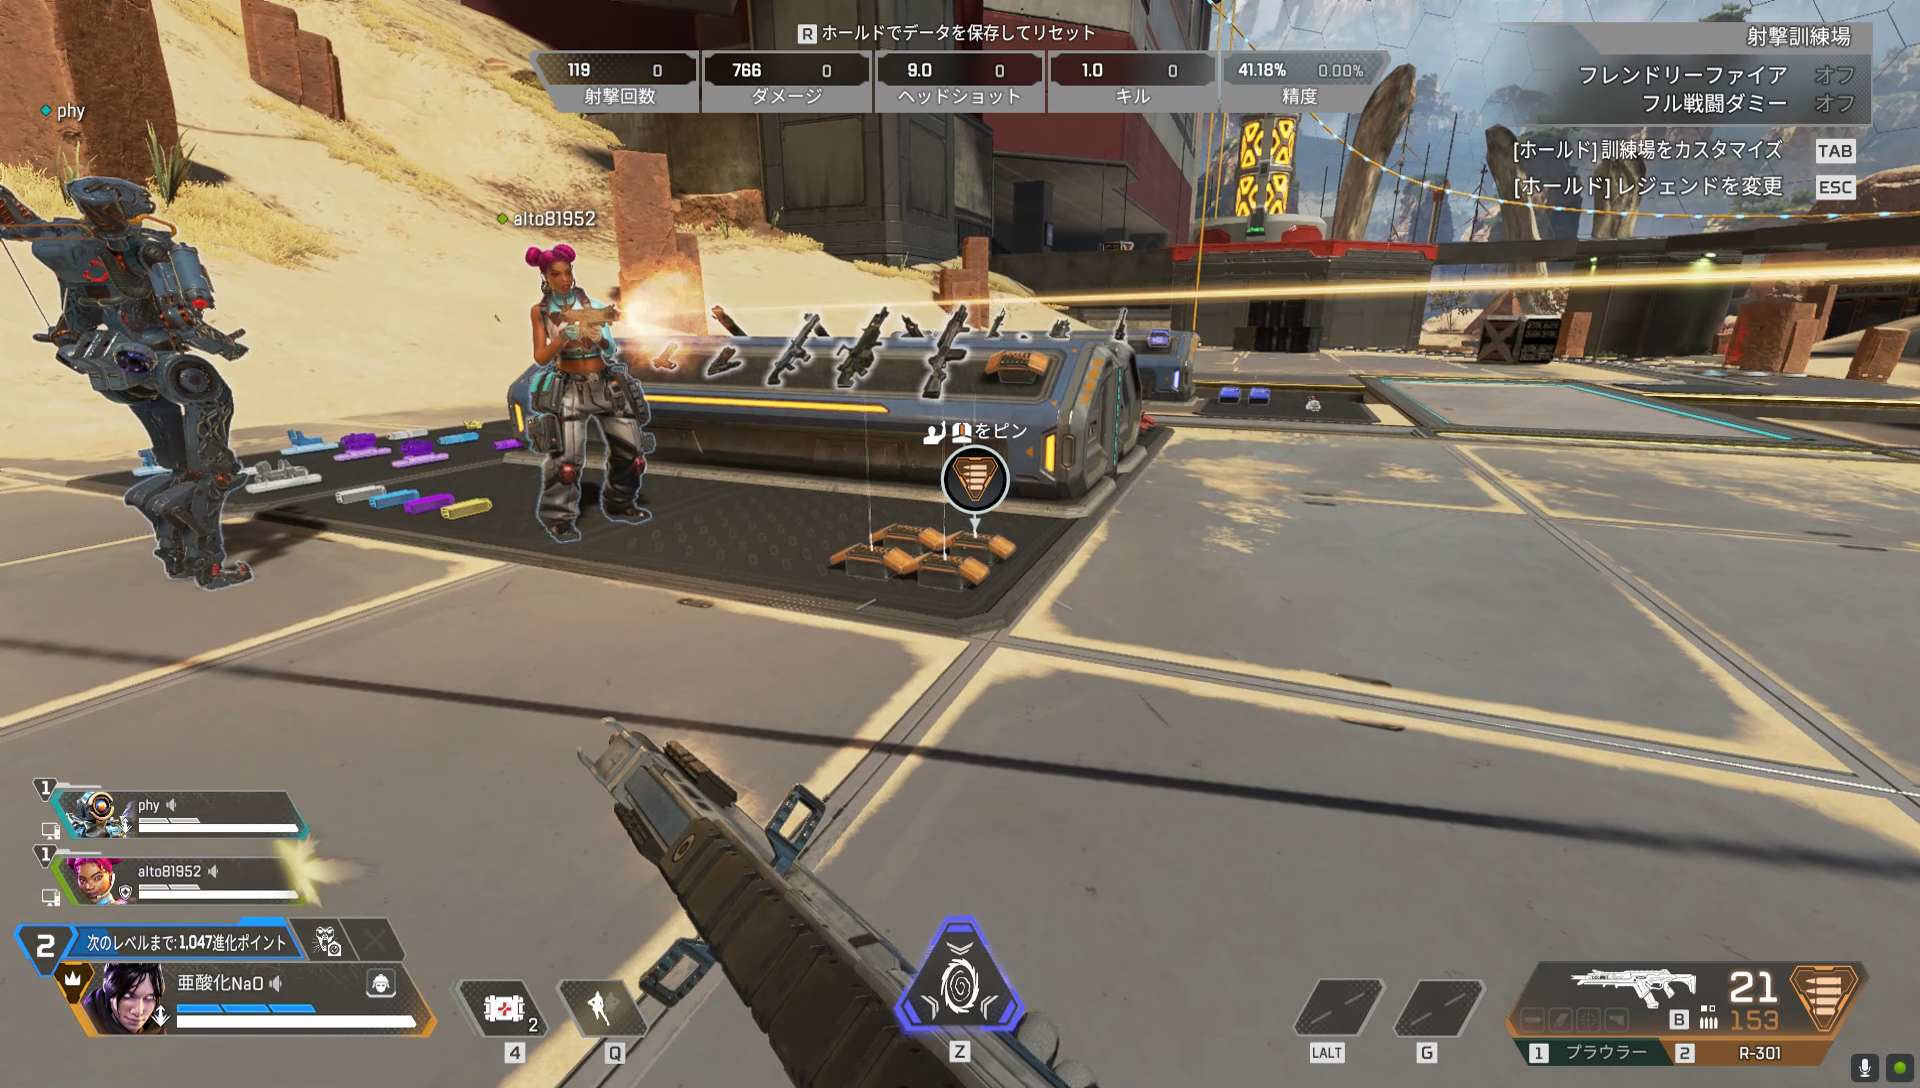 R ホールドでデータを保存してリセット
119 0 766 0 9.0 0 1.0 0 41.18% 0.00%
射撃回数 ダメージ ヘッドショット キル 精度
射撃訓練場
フレンドリーファイア オフ
フル戦闘ダミー オフ
[ホールド]訓練場をカスタマイズ TAB
[ホールド]レジェンドを変更 ESC
phy
alto81952
をピン
1
phy
1
alto81952
2 次のレベルまで:1,047進化ポイント
亜酸化NaO
2
4 Q Z LALT G
21
B 153
1 プラウラー 2 R-301